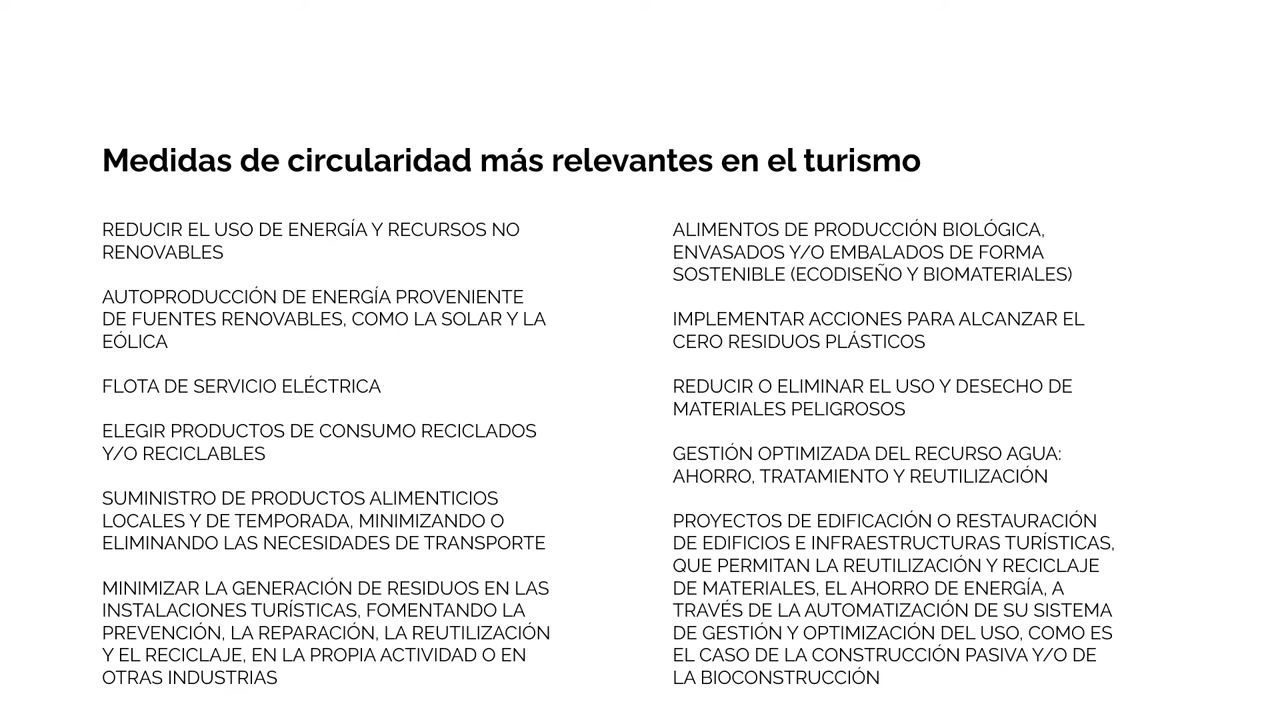 Medidas de circularidad más relevantes en el turismo
REDUCIR EL USO DE ENERGÍA Y RECURSOS NO
RENOVABLES
AUTOPRODUCCIÓN DE ENERGÍA PROVENIENTE
DE FUENTES RENOVABLES, COMO LA SOLAR Y LA
EÓLICA
FLOTA DE SERVICIO ELÉCTRICA
ELEGIR PRODUCTOS DE CONSUMO RECICLADOS
Y/O RECICLABLES
SUMINISTRO DE PRODUCTOS ALIMENTICIOS
LOCALES Y DE TEMPORADA, MINIMIZANDO O
ELIMINANDO LAS NECESIDADES DE TRANSPORTE
MINIMIZAR LA GENERACIÓN DE RESIDUOS EN LAS
INSTALACIONES TURÍSTICAS, FOMENTANDO LA
PREVENCIÓN, LA REPARACIÓN, LA REUTILIZACIÓN
Y EL RECICLAJE, EN LA PROPIA ACTIVIDAD O EN
OTRAS INDUSTRIAS
ALIMENTOS DE PRODUCCIÓN BIOLÓGICA,
ENVASADOS Y/O EMBALADOS DE FORMA
SOSTENIBLE (ECODISEÑO Y BIOMATERIALES)
IMPLEMENTAR ACCIONES PARA ALCANZAR EL
CERO RESIDUOS PLÁSTICOS
REDUCIR O ELIMINAR EL USO Y DESECHO DE
MATERIALES PELIGROSOS
GESTIÓN OPTIMIZADA DEL RECURSO AGUA:
AHORRO, TRATAMIENTO Y REUTILIZACIÓN
PROYECTOS DE EDIFICACIÓN O RESTAURACIÓN
DE EDIFICIOS E INFRAESTRUCTURAS TURÍSTICAS,
QUE PERMITAN LA REUTILIZACIÓN Y RECICLAJE
DE MATERIALES, EL AHORRO DE ENERGÍA, A
TRAVÉS DE LA AUTOMATIZACIÓN DE SU SISTEMA
DE GESTIÓN Y OPTIMIZACIÓN DEL USO, COMO ES
EL CASO DE LA CONSTRUCCIÓN PASIVA Y/O DE
LA BIOCONSTRUCCIÓN